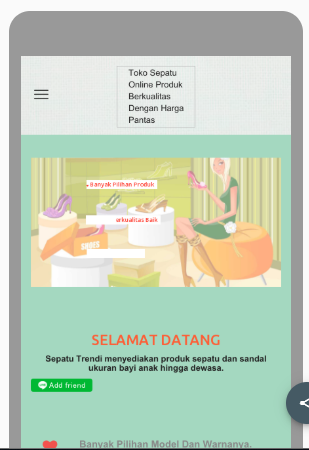 Toko Sepatu
Online Produk
Berkualitas
Dengan Harga
Pantas
Banyak Pilihan Produk
erkualitas Baik
SHOES
SELAMAT DATANG
Sepatu Trendi menyediakan produk sepatu dan sandal
ukuran bayi anak hingga dewasa.
Add friend
Banyak Pilihan Model Dan Warnanya.